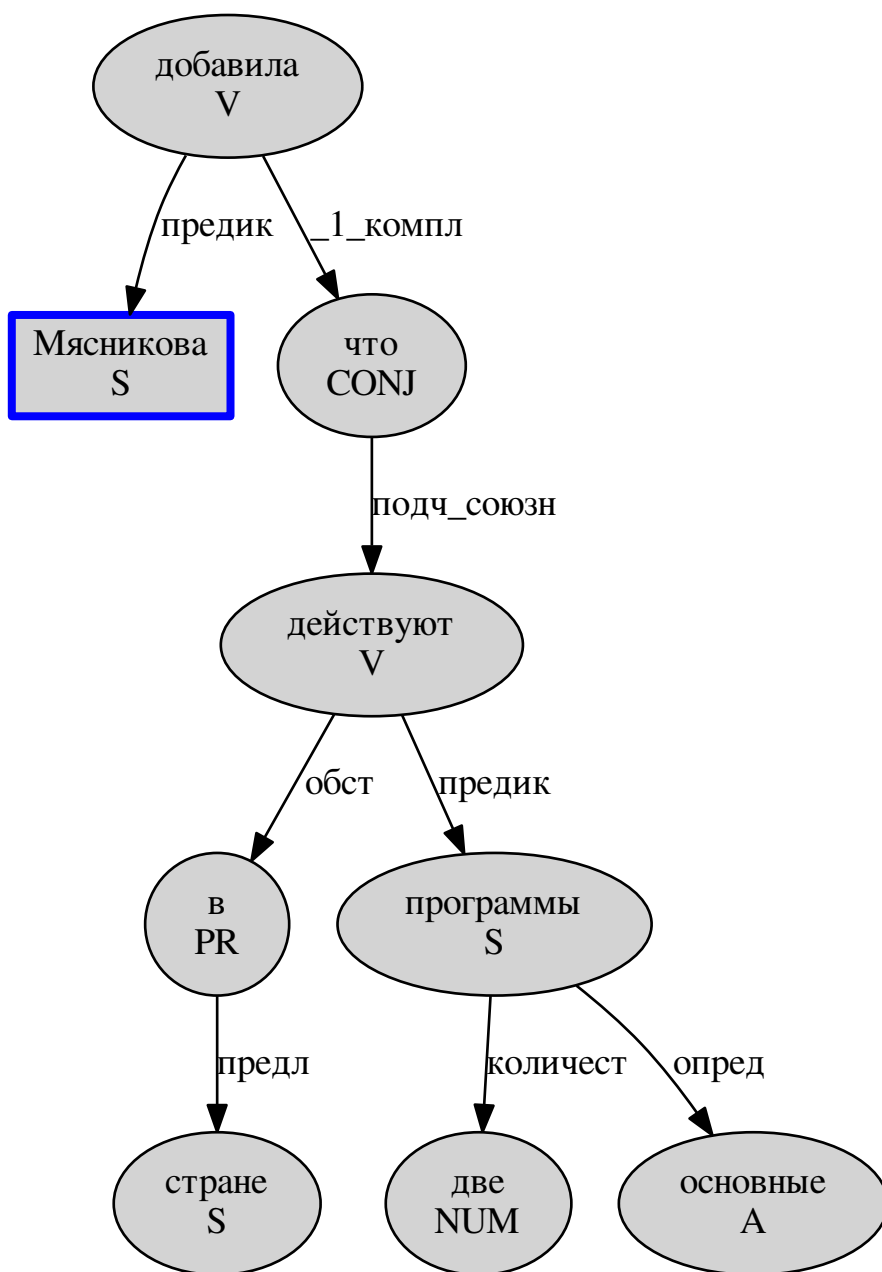 добавила
V
предик
_1_компл
Мясникова
S
что
CONJ
подч_союзн
действуют
V
обст
предик
в
PR
программы
S
предл
количест
опред
стране
S
две
NUM
основные
A